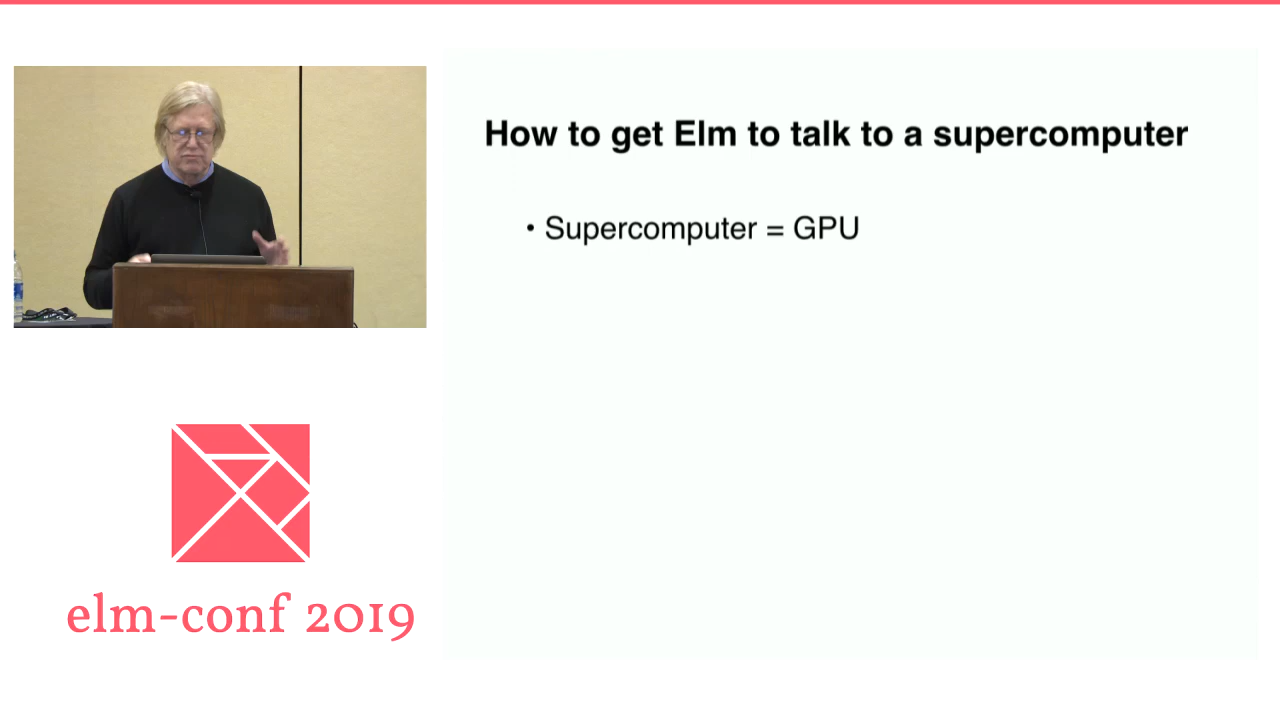 How to get Elm to talk to a supercomputer
• Supercomputer = GPU
elm-conf 2019